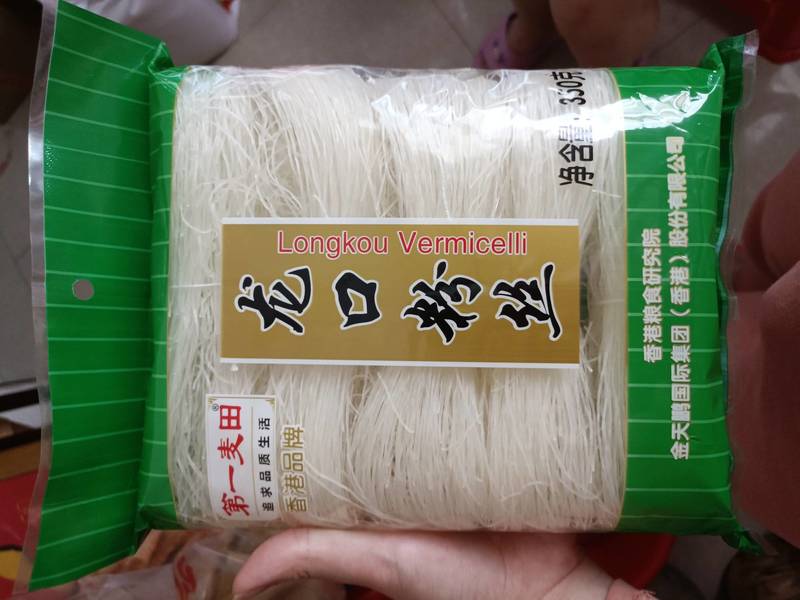 Longkou Vermicelli
龙口粉丝
净含量: 330克
第一麦田®
追求品质生活
香港品牌
香港粮食研究院
金天鹏国际集团(香港)股份有限公司